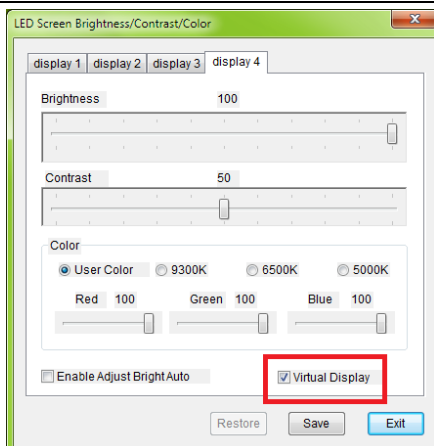 LED Screen Brightness/Contrast/Color
display 1 display 2 display 3 display 4
Brightness 100
Contrast 50
Color
User Color 9300K 6500K 5000K
Red 100 Green 100 Blue 100
Enable Adjust Bright Auto Virtual Display
Restore Save Exit